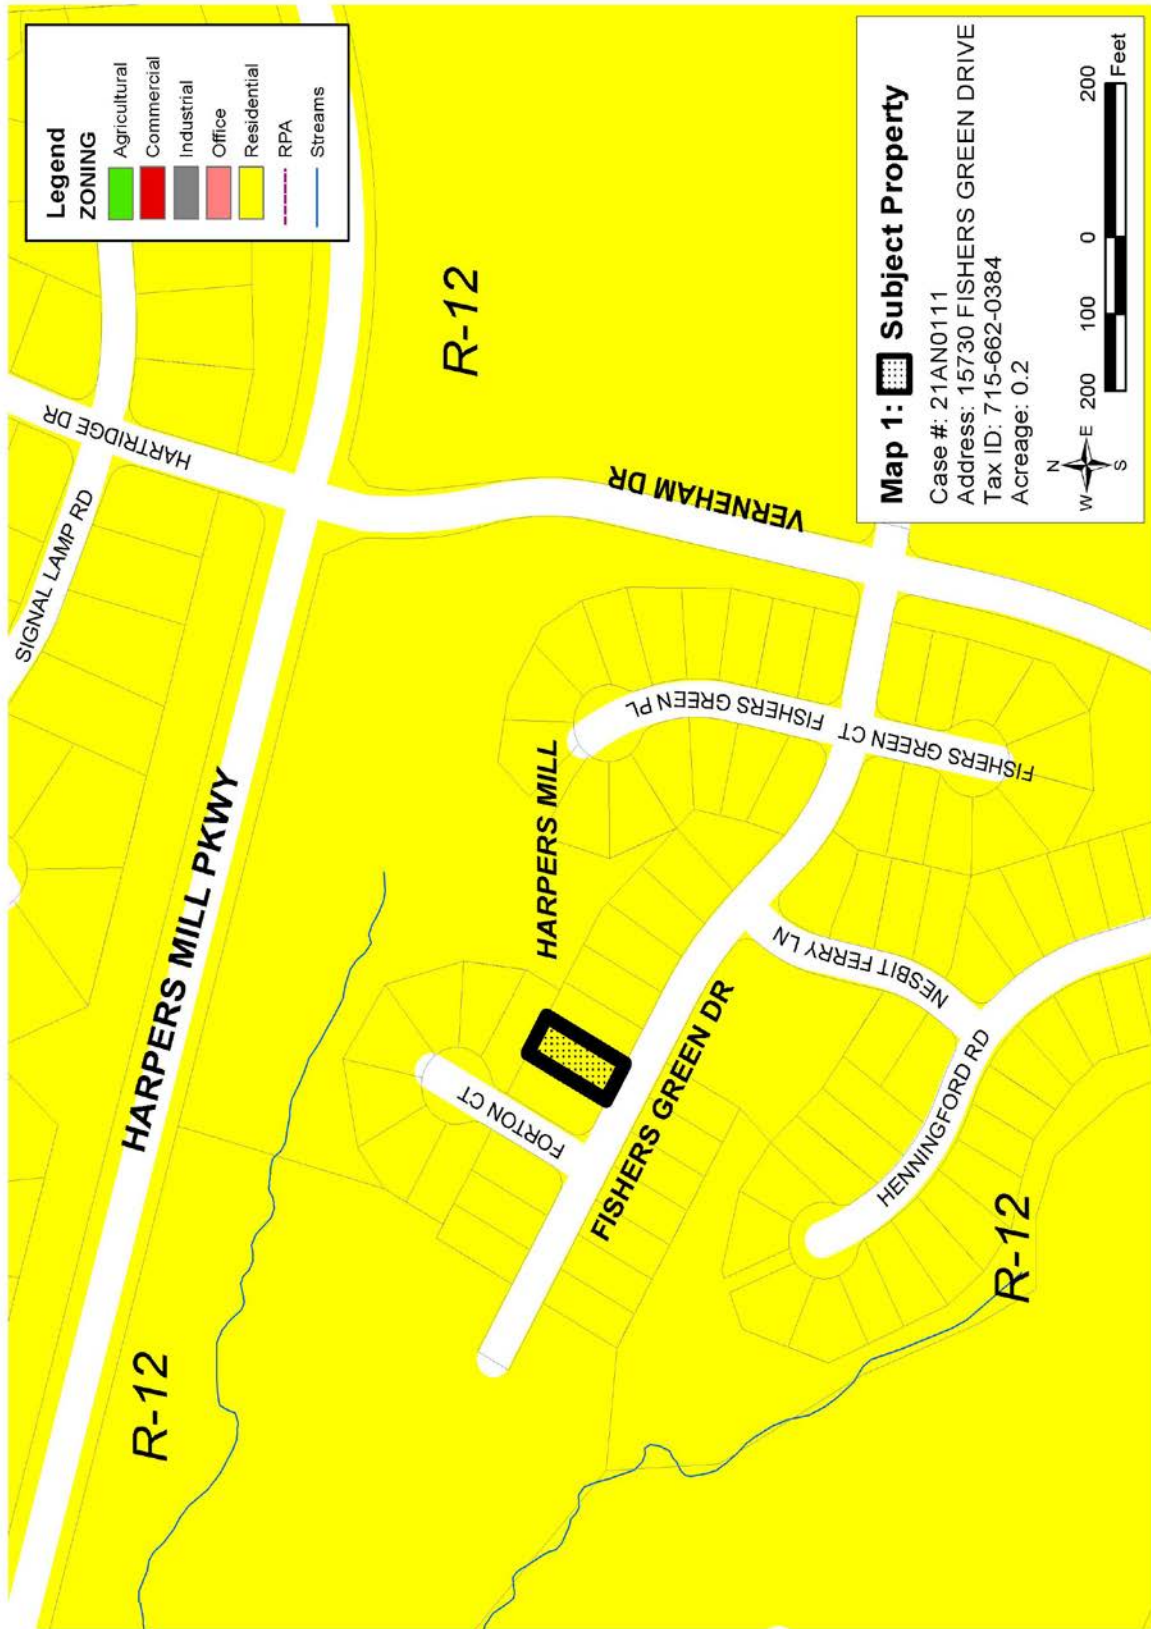 Legend
ZONING
Agricultural
Commercial
Industrial
Office
Residential
RPA
Streams
SIGNAL LAMP RD
HARTRIDGE DR
HARPERS MILL PKWY
R-12
R-12
VERNEHAM DR
HARPERS MILL
FISHERS GREEN PL
FISHERS GREEN CT
FORTON CT
FISHERS GREEN DR
NESBIT FERRY LN
HENNINGFORD RD
R-12
Map 1: Subject Property
Case #: 21AN0111
Address: 15730 FISHERS GREEN DRIVE
Tax ID: 715-662-0384
Acreage: 0.2
N
W E
S
200 100 0 200
Feet